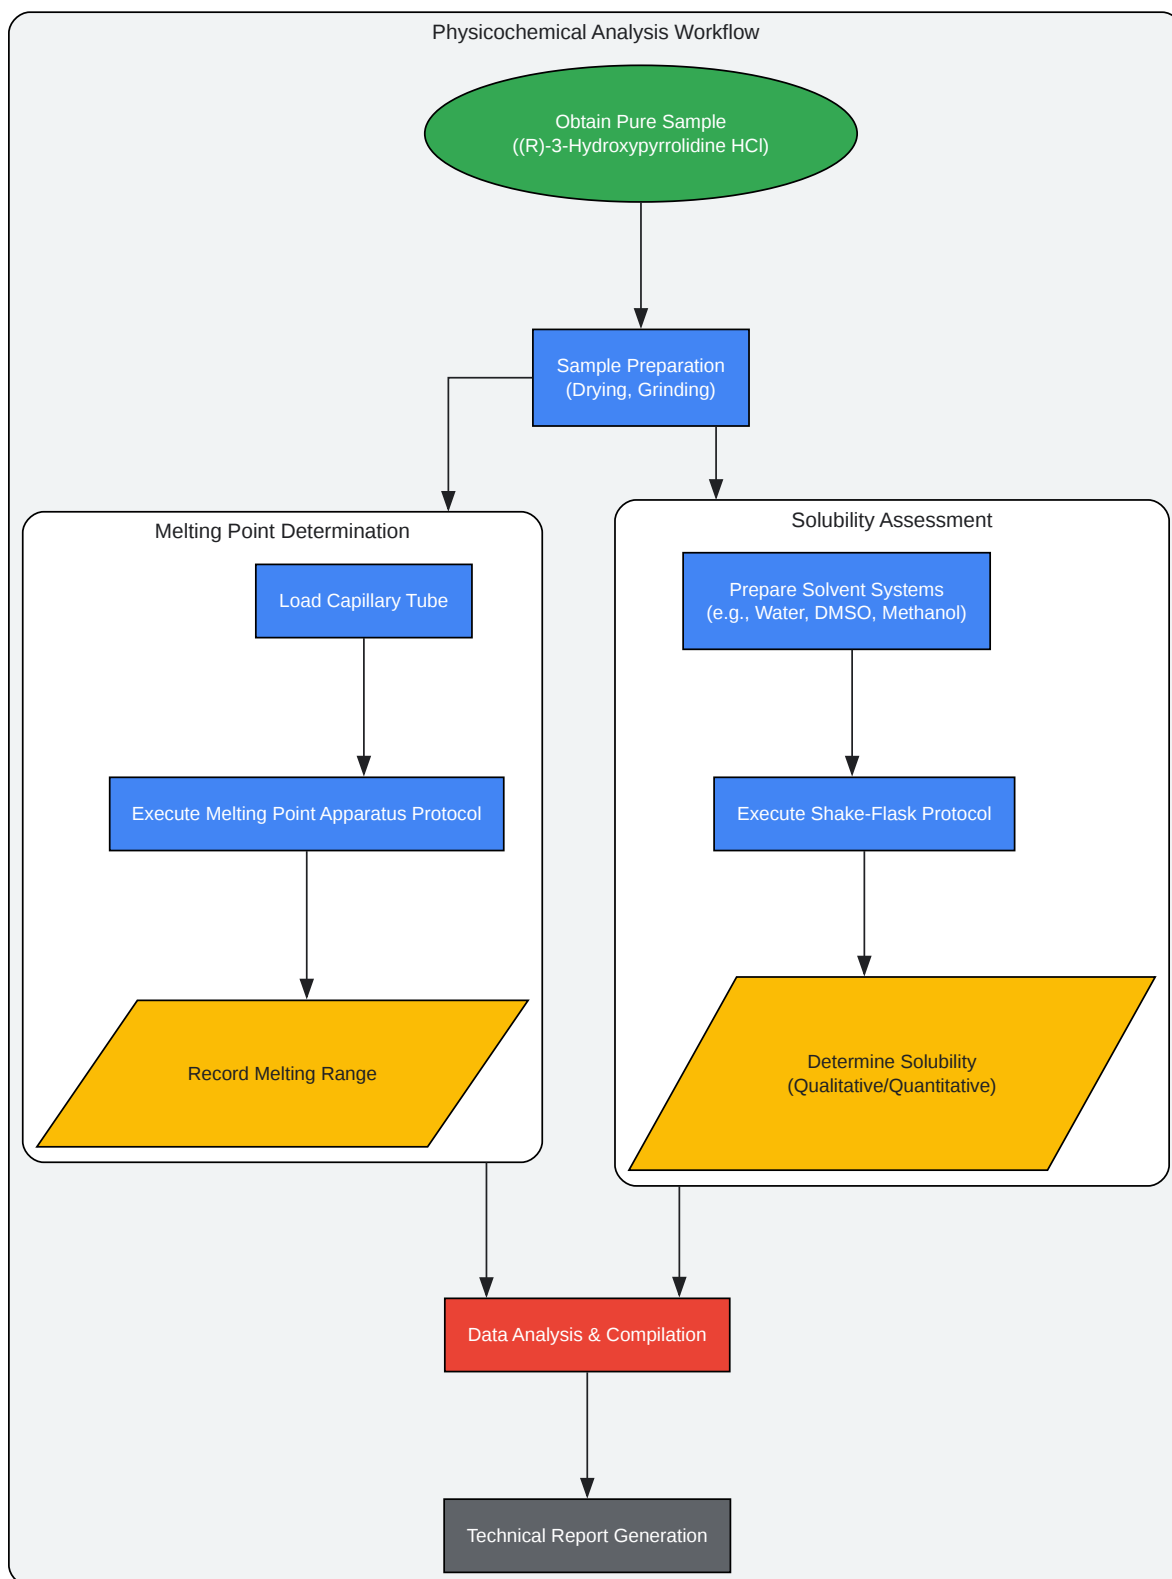 Physicochemical Analysis Workflow
Obtain Pure Sample
((R)-3-Hydroxypyrrolidine HCl)
Sample Preparation
(Drying, Grinding)
Melting Point Determination
Load Capillary Tube
Execute Melting Point Apparatus Protocol
Record Melting Range
Solubility Assessment
Prepare Solvent Systems
(e.g., Water, DMSO, Methanol)
Execute Shake-Flask Protocol
Determine Solubility
(Qualitative/Quantitative)
Data Analysis & Compilation
Technical Report Generation